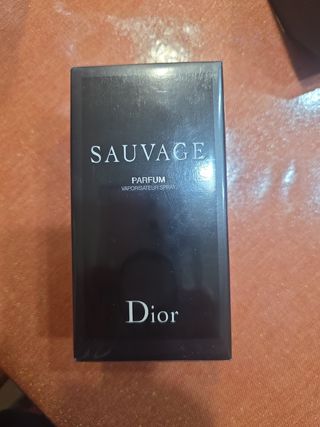 SAUVAGE
PARFUM
VAPORISATEUR SPRAY
Dior